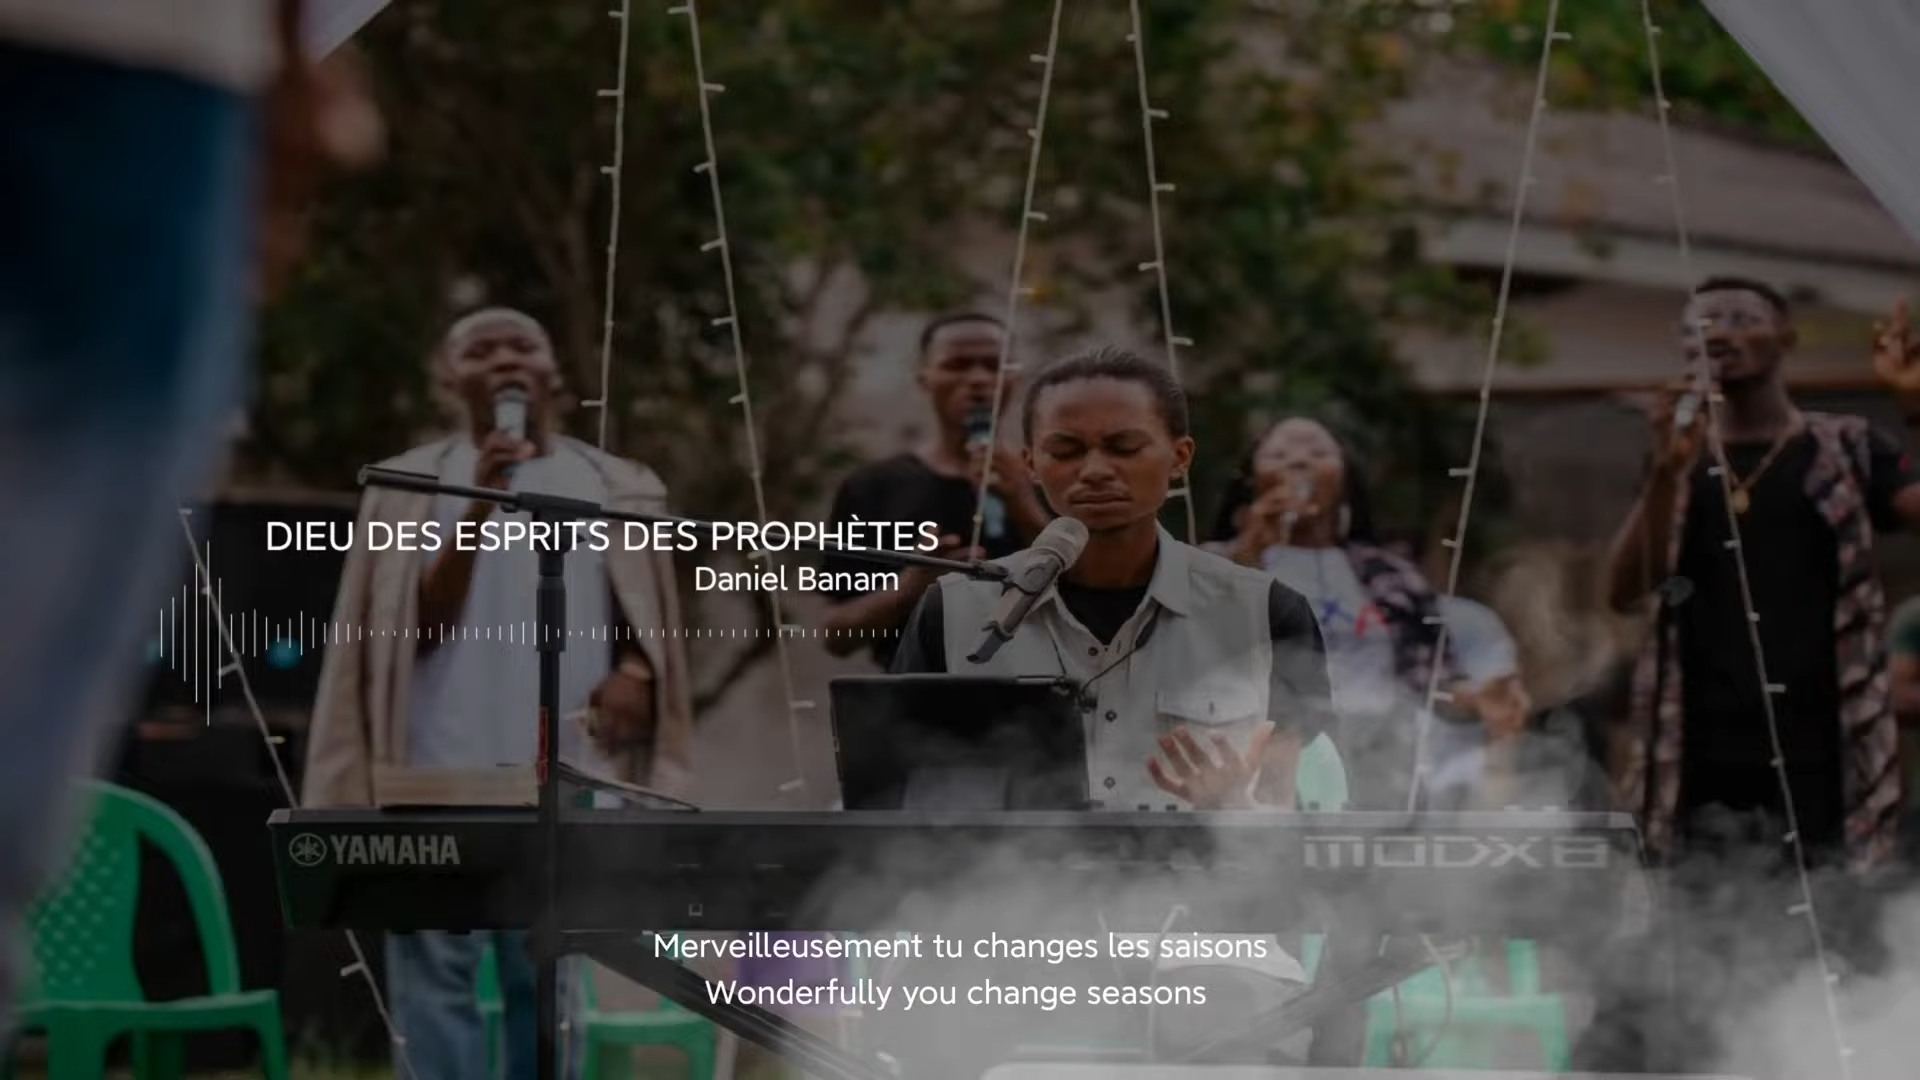 DIEU DES ESPRITS DES PROPHÈTES
Daniel Banam
YAMAHA
MODX8
Merveilleusement tu changes les saisons
Wonderfully you change seasons